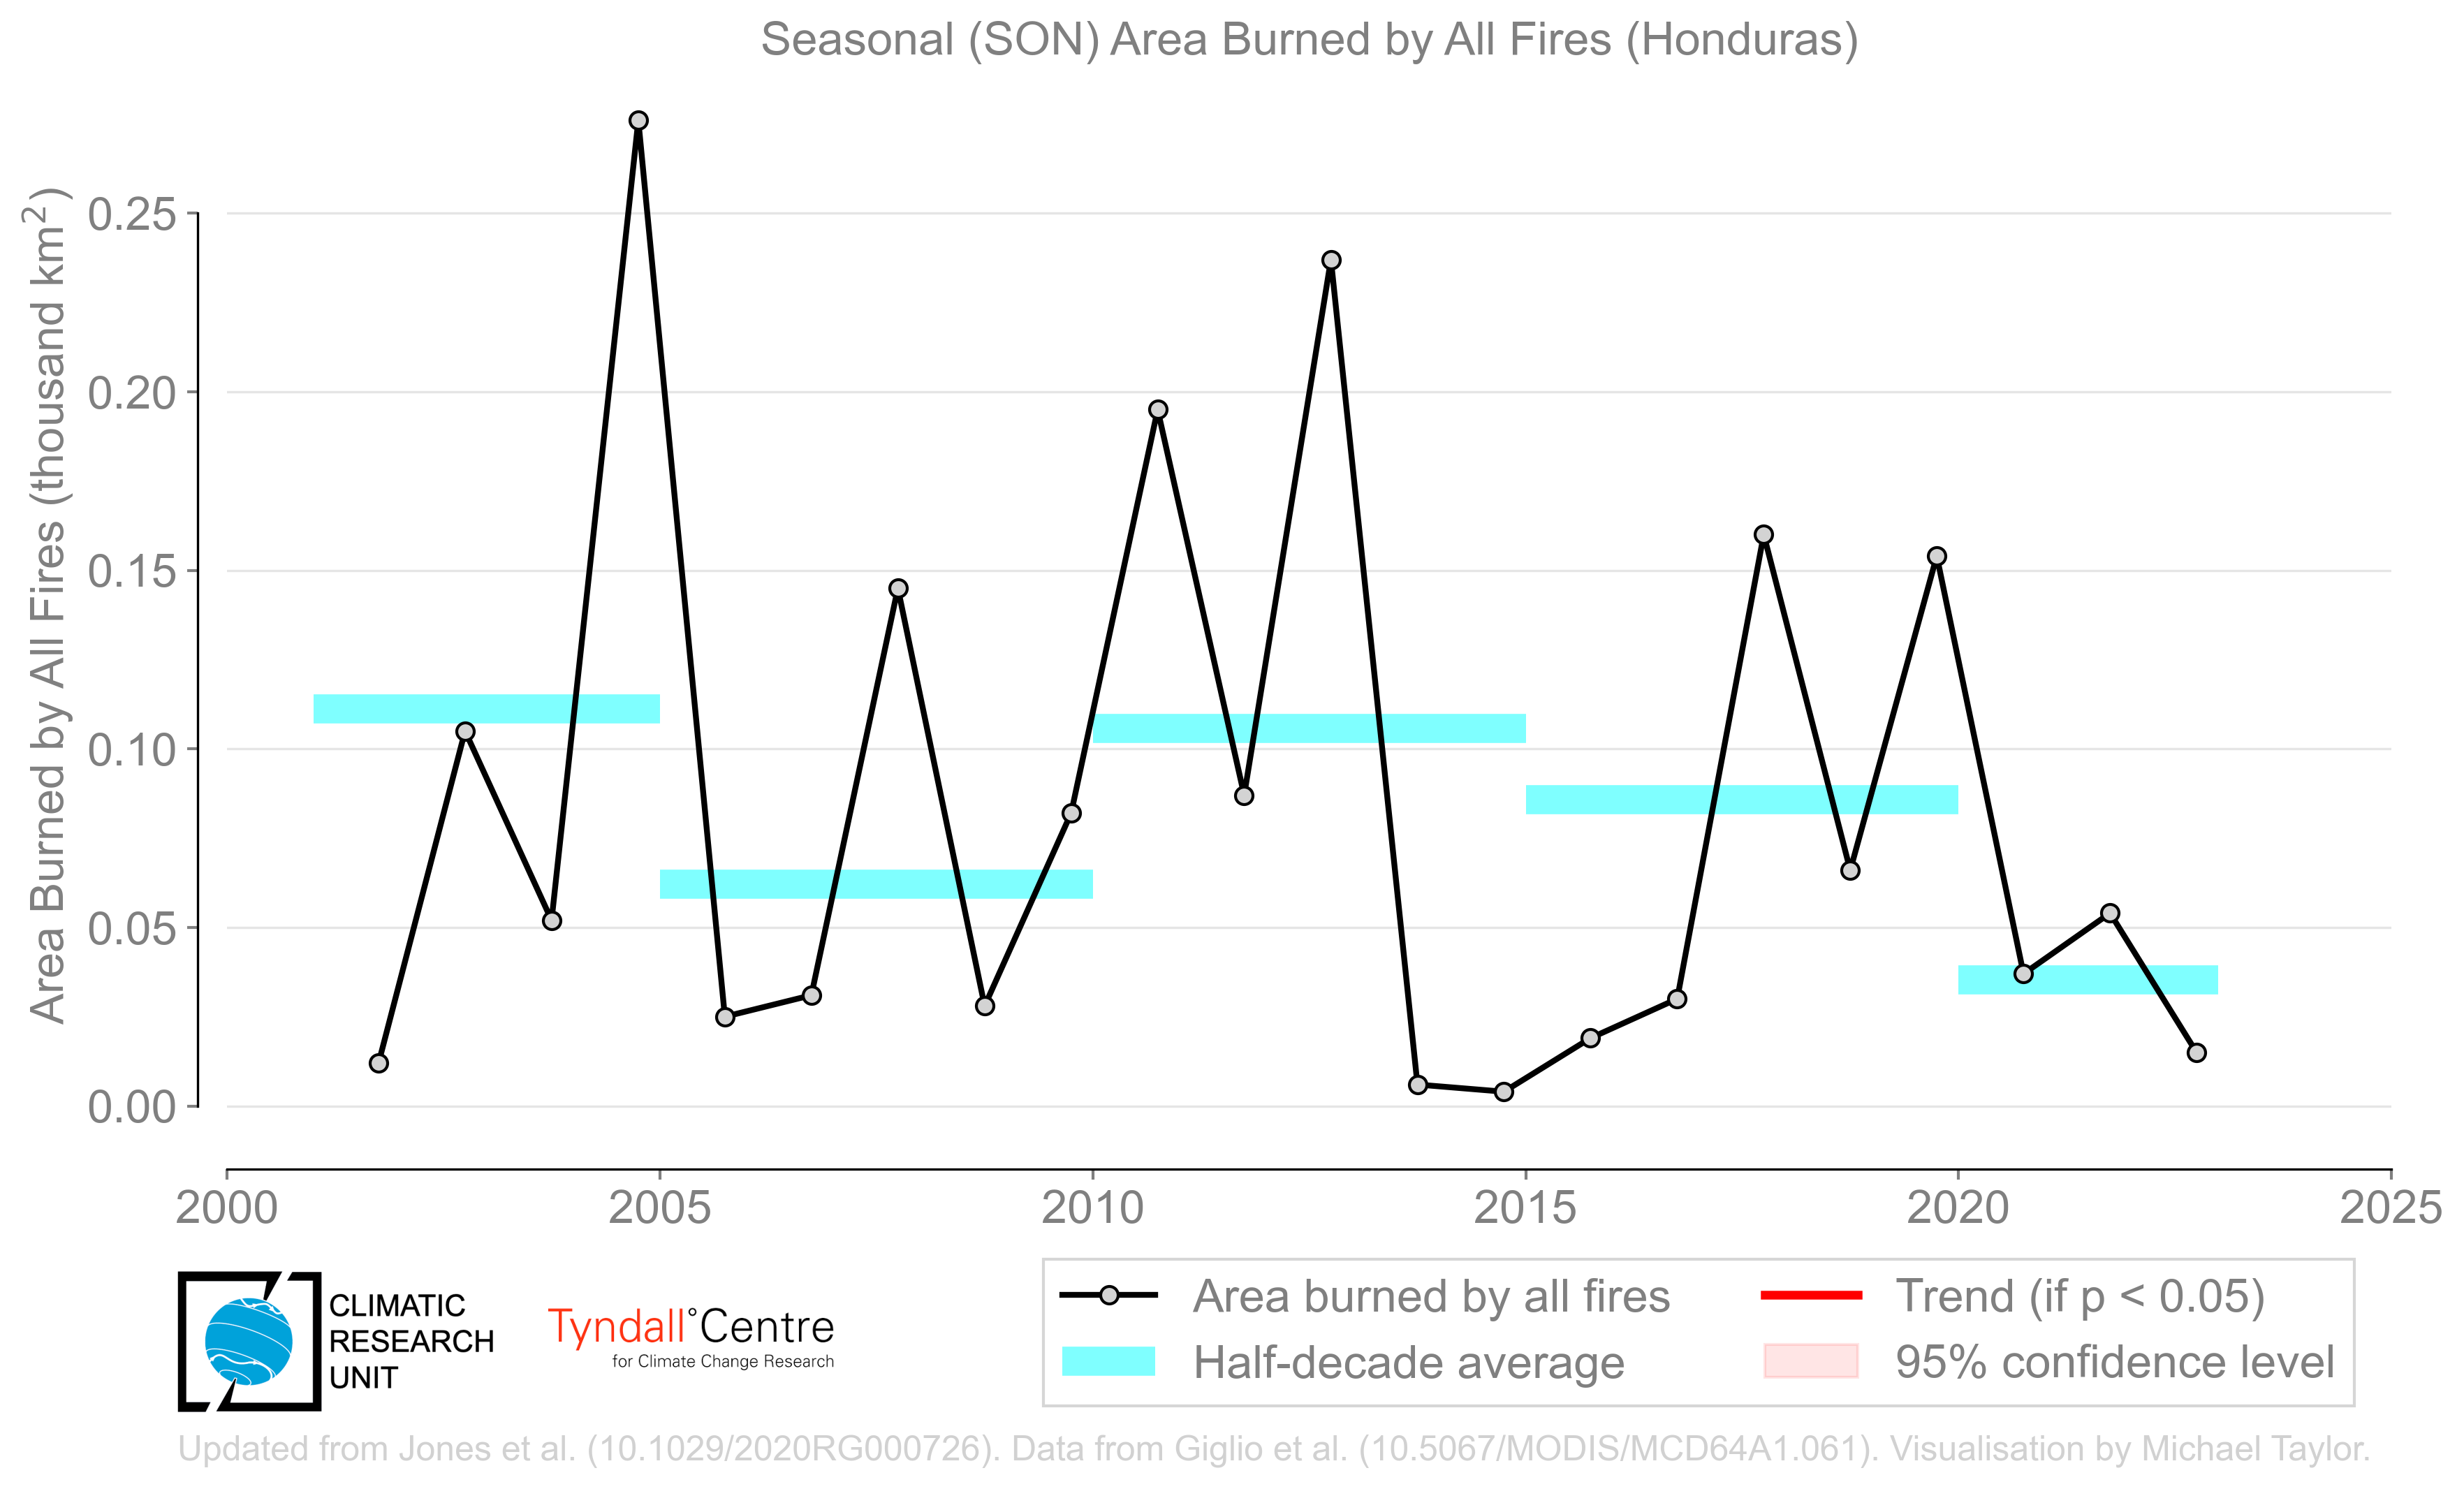 Seasonal (SON) Area Burned by All Fires (Honduras)
Area Burned by All Fires (thousand km²)
0.25
0.20
0.15
0.10
0.05
0.00
2000 2005 2010 2015 2020 2025
CLIMATIC
RESEARCH
UNIT
Tyndall°Centre
for Climate Change Research
Area burned by all fires
Half-decade average
Trend (if p < 0.05)
95% confidence level
Updated from Jones et al. (10.1029/2020RG000726). Data from Giglio et al. (10.5067/MODIS/MCD64A1.061). Visualisation by Michael Taylor.